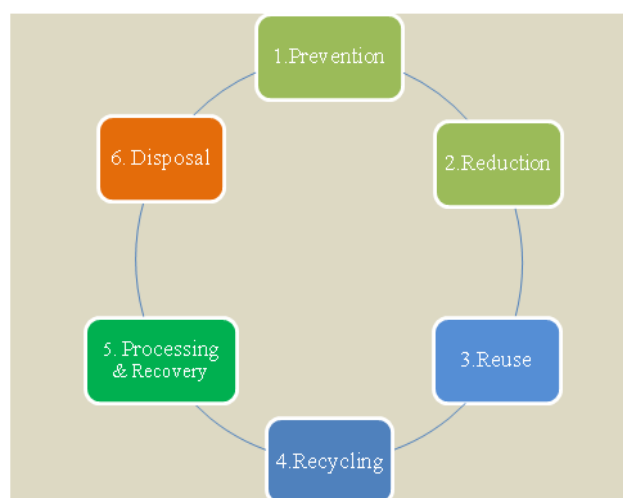 1.Prevention
2.Reduction
3.Reuse
4.Recycling
5. Processing
& Recovery
6. Disposal